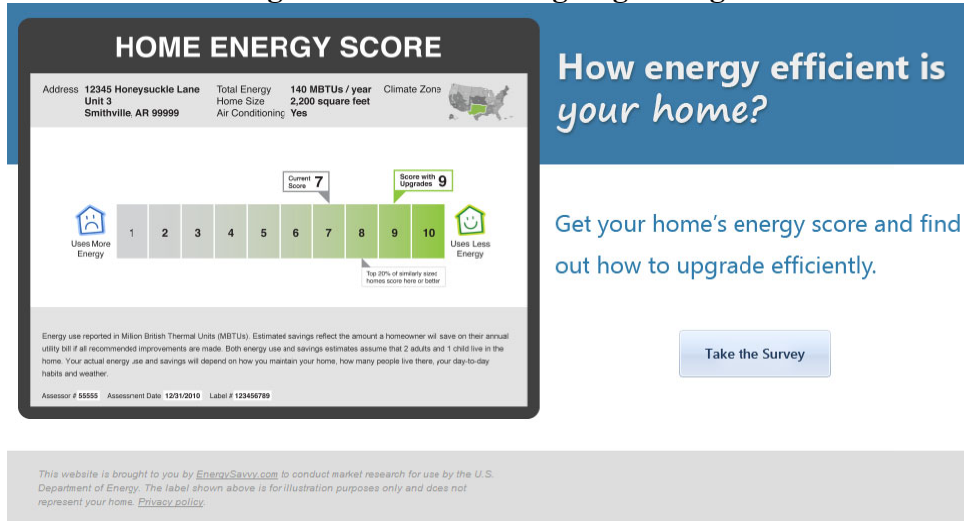 HOME ENERGY SCORE
Address 12345 Honeysuckle Lane
Unit 3
Smithville, AR 99999
Total Energy 140 MBTUs / year
Home Size 2,200 square feet
Air Conditioning Yes
Climate Zone
Current Score 7
Score with Upgrades 9
Uses More
Energy
1 2 3 4 5 6 7 8 9 10
Uses Less
Energy
Top 20% of similarly sized
homes score here or better
Energy use reported in Milion British Thermal Units (MBTUs). Estimated savings reflect the amount a homeowner wil save on their annual
utility bill if all recommended improvements are made. Both energy use and savings estimates assume that 2 adults and 1 child live in the
home. Your actual energy use and savings will depend on how you maintain your home, how many people live there, your day-to-day
habits and weather.
Assessor # 55555 Assessment Date 12/31/2010 Label # 123456789
How energy efficient is
your home?
Get your home's energy score and find
out how to upgrade efficiently.
Take the Survey
This website is brought to you by EnergySavvy.com to conduct market research for use by the U.S.
Department of Energy. The label shown above is for illustration purposes only and does not
represent your home. Privacy policy.